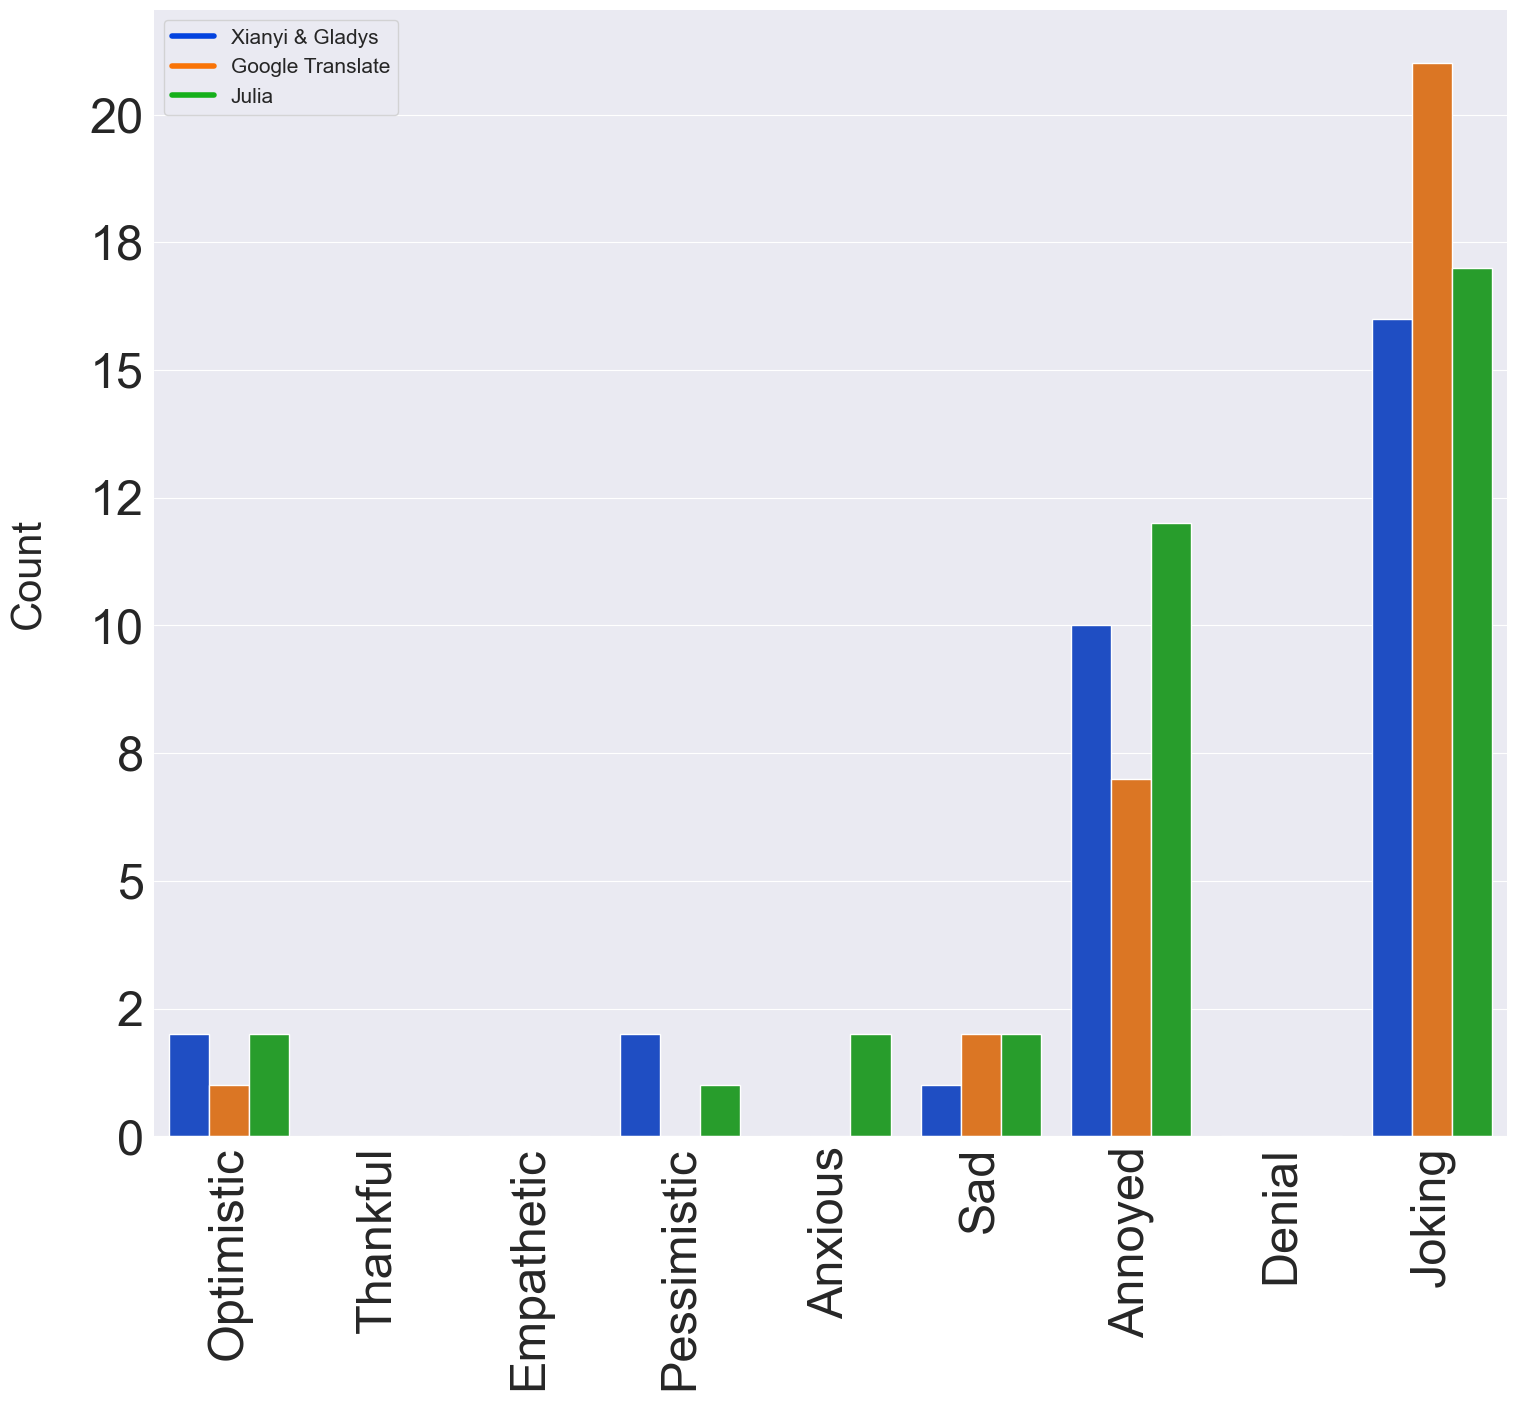 Xianyi & Gladys
Google Translate
Julia
20
18
15
12
10
8
5
2
0
Count
Optimistic
Thankful
Empathetic
Pessimistic
Anxious
Sad
Annoyed
Denial
Joking